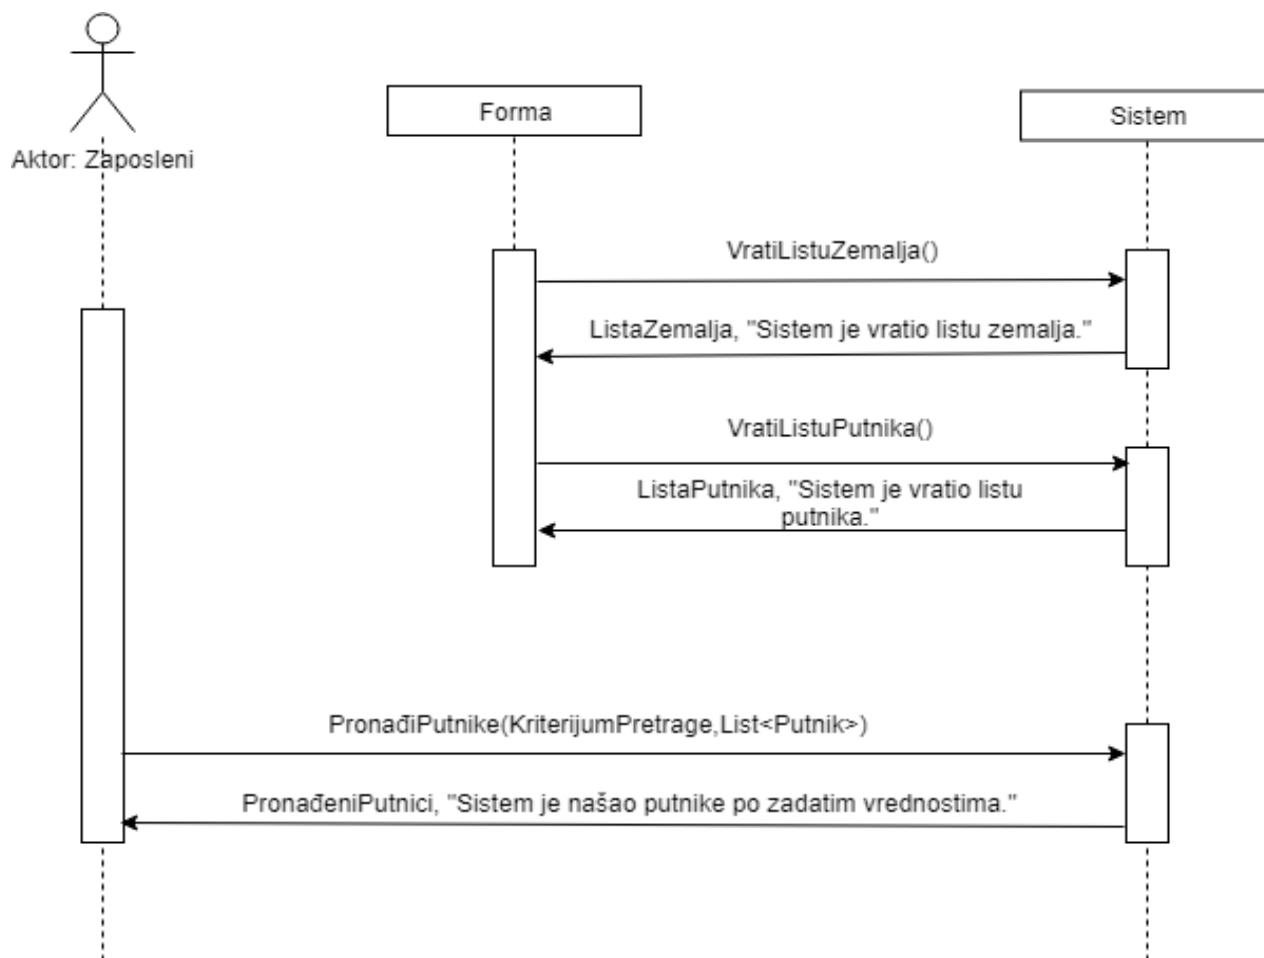 Forma
Sistem
Aktor: Zaposleni
VratiListuZemalja()
ListaZemalja, "Sistem je vratio listu zemalja."
VratiListuPutnika()
ListaPutnika, "Sistem je vratio listu
putnika."
PronađiPutnike(KriterijumPretrage,List<Putnik>)
PronađeniPutnici, "Sistem je našao putnike po zadatim vrednostima."